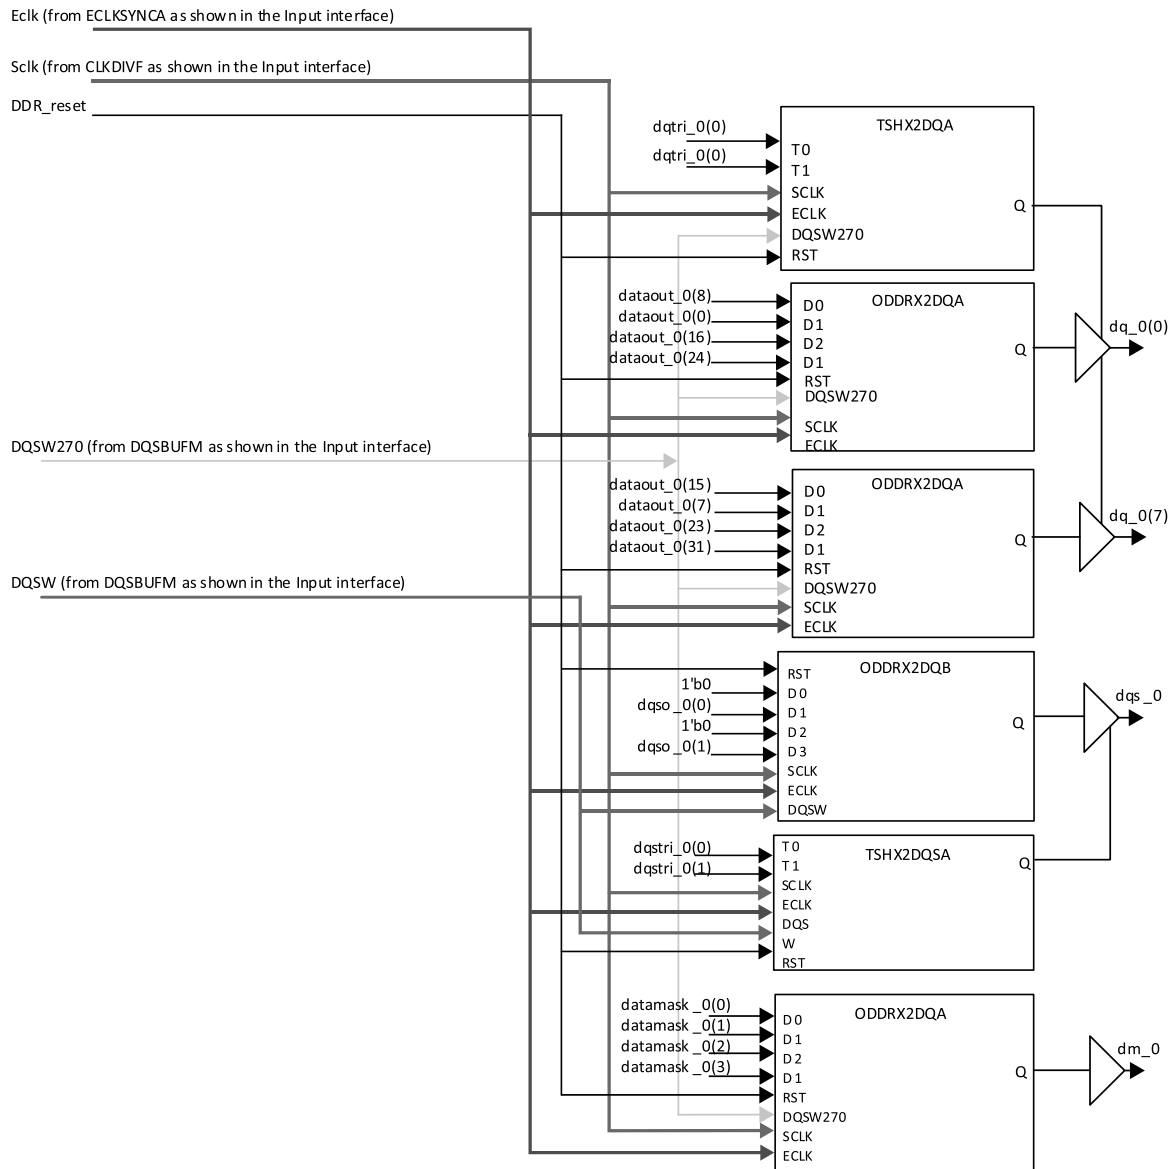 Eclk (from ECLKSYNCA as shown in the Input interface)
Sclk (from CLKDIVF as shown in the Input interface)
DDR_reset
dqtri_0(0)
dqtri_0(0)
TSHX2DQA
T0
T1
SCLK
ECLK
DQSW270
RST
Q
dataout_0(8)
dataout_0(0)
dataout_0(16)
dataout_0(24)
ODDRX2DQA
D0
D1
D2
D1
RST
DQSW270
SCLK
ECLK
Q
dq_0(0)
DQSW270 (from DQSBUFM as shown in the Input interface)
dataout_0(15)
dataout_0(7)
dataout_0(23)
dataout_0(31)
ODDRX2DQA
D0
D1
D2
D1
RST
DQSW270
SCLK
ECLK
Q
dq_0(7)
DQSW (from DQSBUFM as shown in the Input interface)
1'b0
dqso_0(0)
1'b0
dqso_0(1)
ODDRX2DQB
RST
D0
D1
D2
D3
SCLK
ECLK
DQSW
Q
dqs_0
dqstri_0(0)
dqstri_0(1)
TSHX2DQSA
T0
T1
SCLK
ECLK
DQS
W
RST
Q
datamask_0(0)
datamask_0(1)
datamask_0(2)
datamask_0(3)
ODDRX2DQA
D0
D1
D2
D1
RST
DQSW270
SCLK
ECLK
Q
dm_0